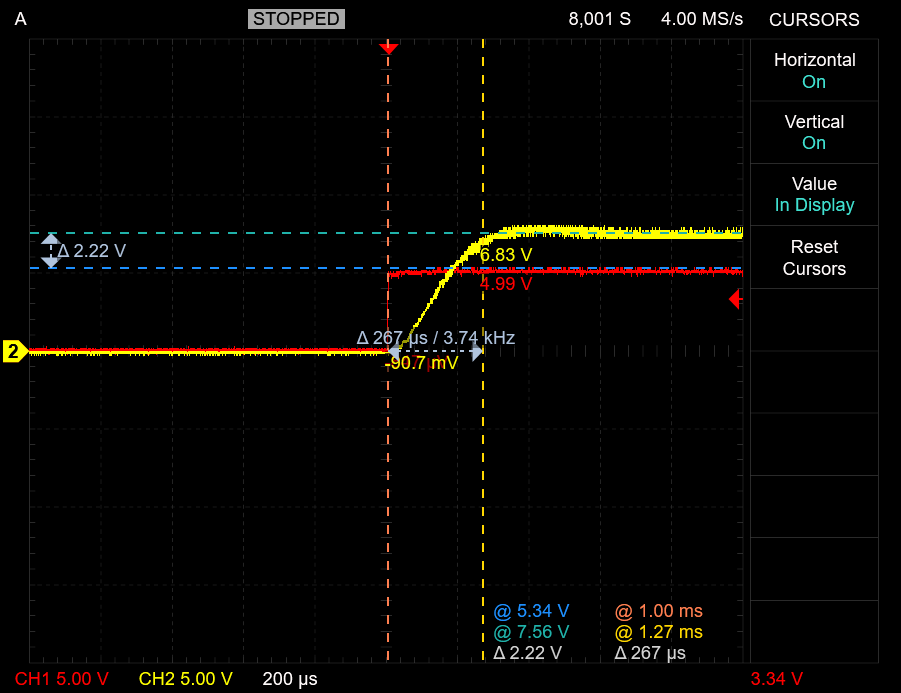 A STOPPED 8,001 S 4.00 MS/s CURSORS
Horizontal
On
Vertical
On
Value
In Display
Reset
Cursors
Δ 2.22 V
6.83 V
4.99 V
Δ 267 µs / 3.74 kHz
2
-90.7 mV
@ 5.34 V @ 1.00 ms
@ 7.56 V @ 1.27 ms
Δ 2.22 V Δ 267 µs
CH1 5.00 V CH2 5.00 V 200 µs 3.34 V